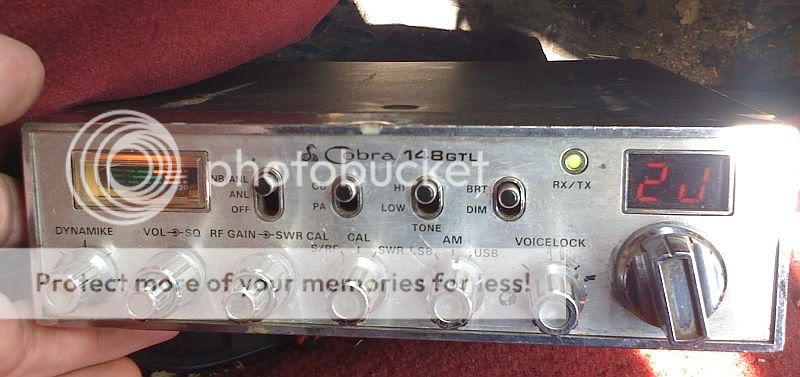 Cobra 148GTL
NB/ANL
ANL
OFF
CB
PA
HI
LOW
TONE
BRT
DIM
RX/TX
2
DYNAMIKE
VOL SQ
RF GAIN SWR CAL
CAL
S/RF SWR
AM
LSB USB
VOICELOCK
photobucket
Protect more of your memories for less!